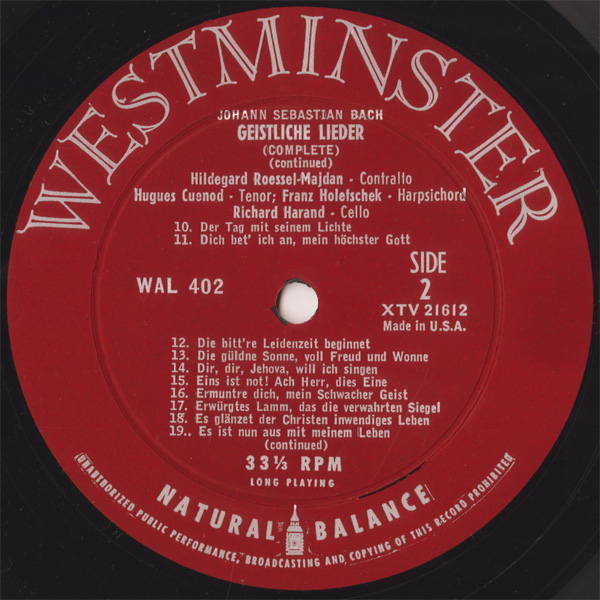 WESTMINSTER
JOHANN SEBASTIAN BACH
GEISTLICHE LIEDER
(COMPLETE)
(continued)
Hildegard Roessel-Majdan - Contralto
Hugues Cuenod - Tenor; Franz Holetschek - Harpsichord
Richard Harand - Cello
10. Der Tag mit seinem Lichte
11. Dich bet' ich an, mein höchster Gott
WAL 402
SIDE
2
XTV 21612
Made in U.S.A.
12. Die bitt're Leidenzeit beginnet
13. Die güldne Sonne, voll Freud und Wonne
14. Dir, dir, Jehova, will ich singen
15. Eins ist not! Ach Herr, dies Eine
16. Ermuntre dich, mein Schwacher Geist
17. Erwürgtes Lamm, das die verwahrten Siegel
18. Es glänzet der Christen inwendiges Leben
19.. Es ist nun aus mit meinem Leben
(continued)
33⅓ RPM
LONG PLAYING
NATURAL BALANCE
UNAUTHORIZED PUBLIC PERFORMANCE, BROADCASTING AND COPYING OF THIS RECORD PROHIBITED